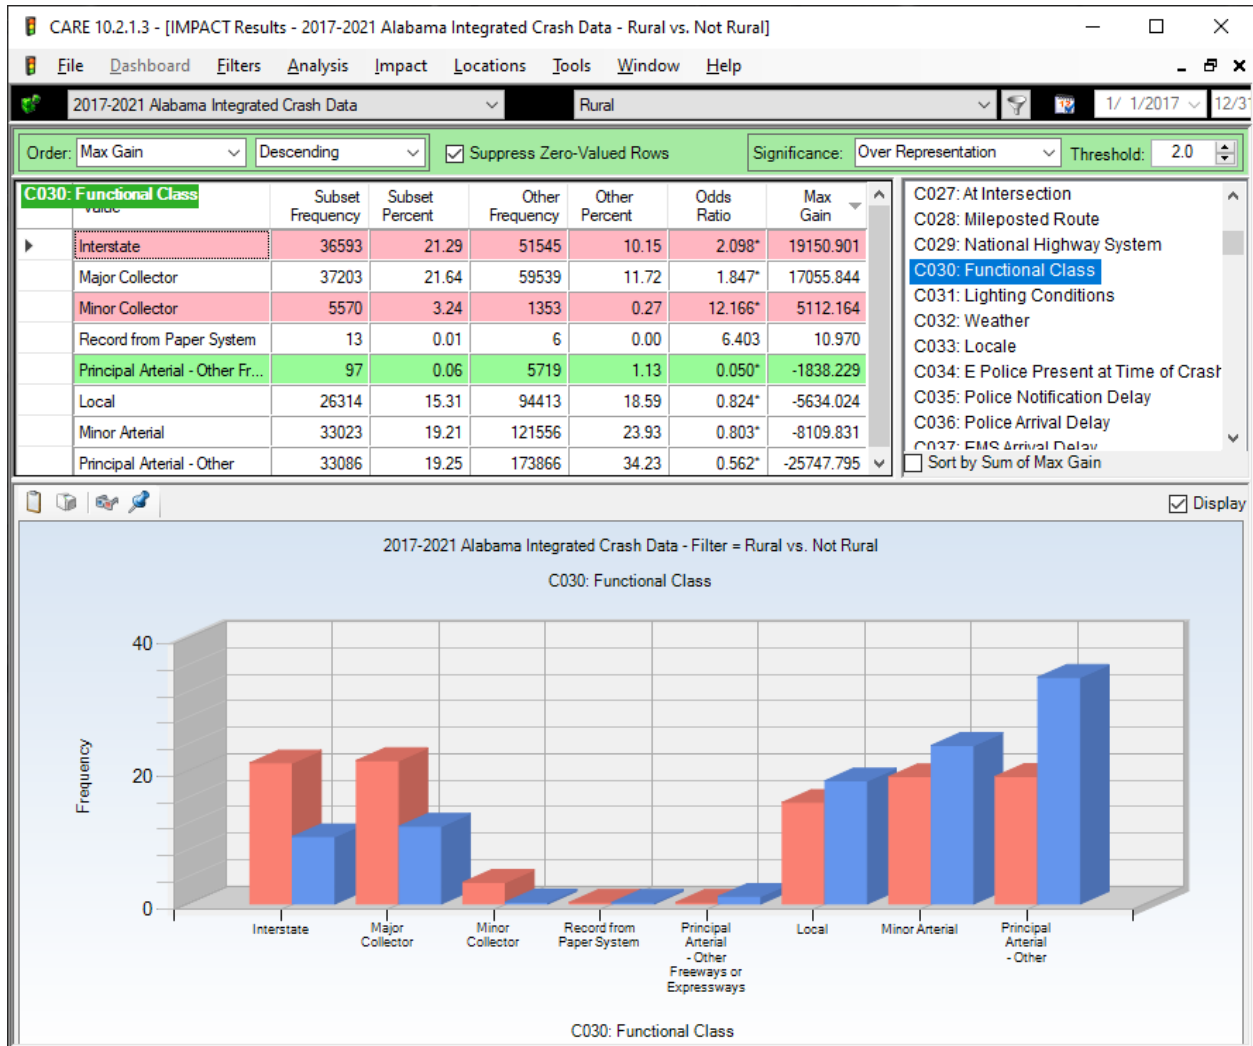 CARE 10.2.1.3 - [IMPACT Results - 2017-2021 Alabama Integrated Crash Data - Rural vs. Not Rural]
File Dashboard Filters Analysis Impact Locations Tools Window Help
2017-2021 Alabama Integrated Crash Data Rural 1/ 1/2017 12/31
Order: Max Gain Descending Suppress Zero-Valued Rows Significance: Over Representation Threshold: 2.0
C030: Functional Class
Value Subset Frequency Subset Percent Other Frequency Other Percent Odds Ratio Max Gain
Interstate 36593 21.29 51545 10.15 2.098* 19150.901
Major Collector 37203 21.64 59539 11.72 1.847* 17055.844
Minor Collector 5570 3.24 1353 0.27 12.166* 5112.164
Record from Paper System 13 0.01 6 0.00 6.403 10.970
Principal Arterial - Other Fr... 97 0.06 5719 1.13 0.050* -1838.229
Local 26314 15.31 94413 18.59 0.824* -5634.024
Minor Arterial 33023 19.21 121556 23.93 0.803* -8109.831
Principal Arterial - Other 33086 19.25 173866 34.23 0.562* -25747.795
C027: At Intersection
C028: Mileposted Route
C029: National Highway System
C030: Functional Class
C031: Lighting Conditions
C032: Weather
C033: Locale
C034: E Police Present at Time of Crash
C035: Police Notification Delay
C036: Police Arrival Delay
C037: EMS Arrival Delay
Sort by Sum of Max Gain
Display
2017-2021 Alabama Integrated Crash Data - Filter = Rural vs. Not Rural
C030: Functional Class
40
20
0
Frequency
Interstate
Major
Collector
Minor
Collector
Record from
Paper System
Principal
Arterial
- Other
Freeways or
Expressways
Local
Minor Arterial
Principal
Arterial
- Other
C030: Functional Class